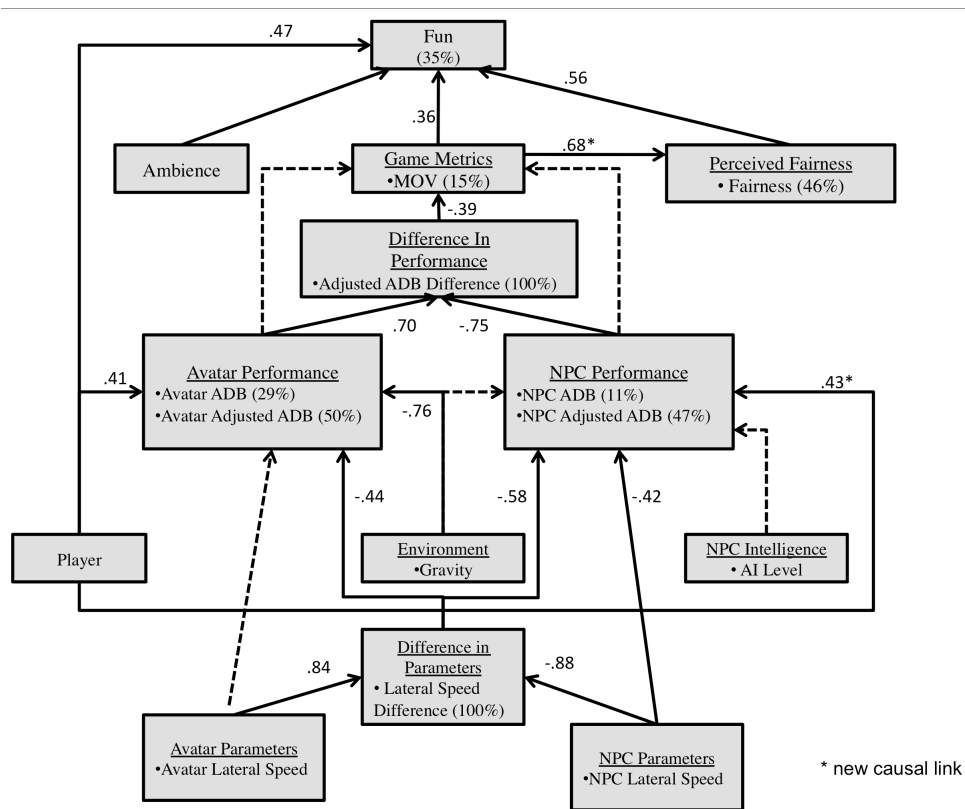 .47
Fun
(35%)
.56
.36
Ambience
Game Metrics
•MOV (15%)
.68*
Perceived Fairness
• Fairness (46%)
-.39
Difference In
Performance
•Adjusted ADB Difference (100%)
.70
-.75
.41
Avatar Performance
•Avatar ADB (29%)
•Avatar Adjusted ADB (50%)
-.76
NPC Performance
•NPC ADB (11%)
•NPC Adjusted ADB (47%)
.43*
-.44
-.58
-.42
Player
Environment
•Gravity
NPC Intelligence
• AI Level
.84
Difference in
Parameters
• Lateral Speed
Difference (100%)
-.88
Avatar Parameters
•Avatar Lateral Speed
NPC Parameters
•NPC Lateral Speed
* new causal link